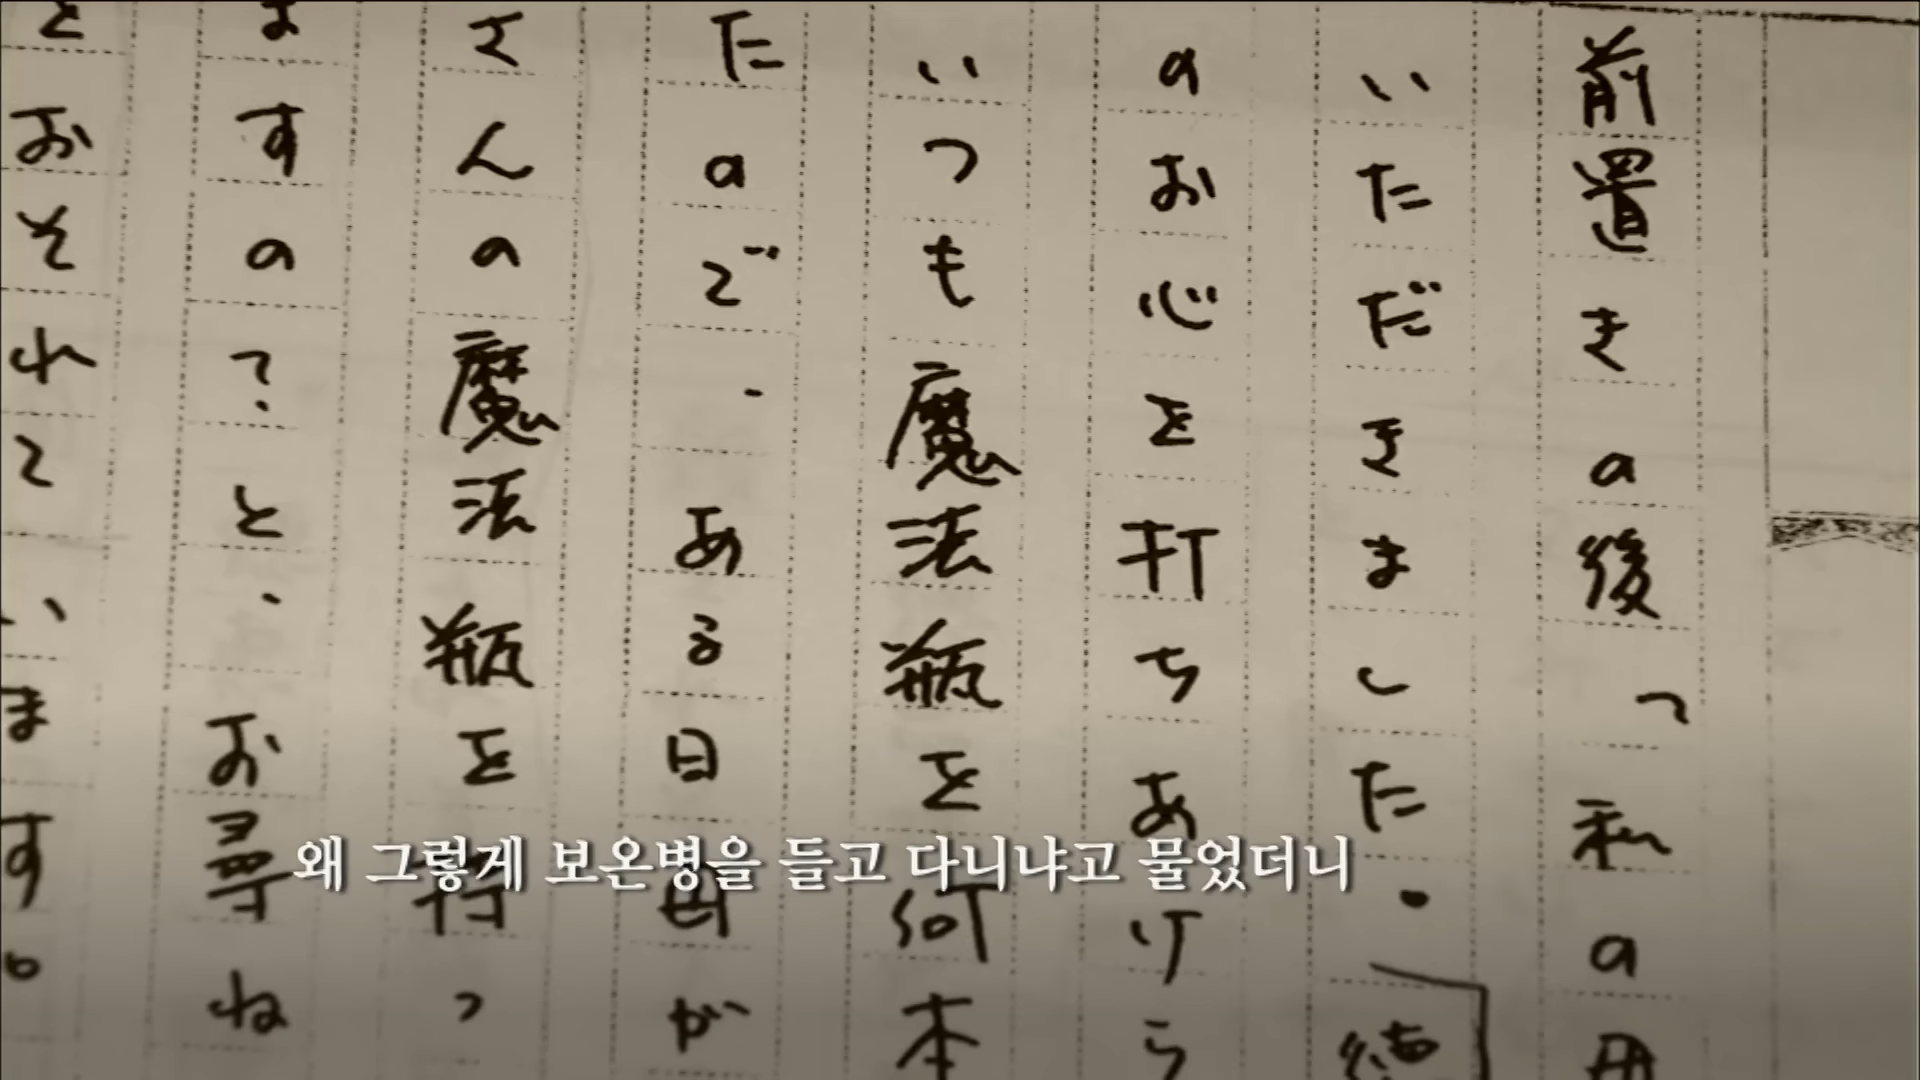 前置きの後「私の
いただきました。
のお心を打ちあけら
いつも魔法瓶を何本
たので、ある日母が
さんの魔法瓶を持っ
ますの?と、お尋ね
おそれています。
왜 그렇게 보온병을 들고 다니냐고 물었더니